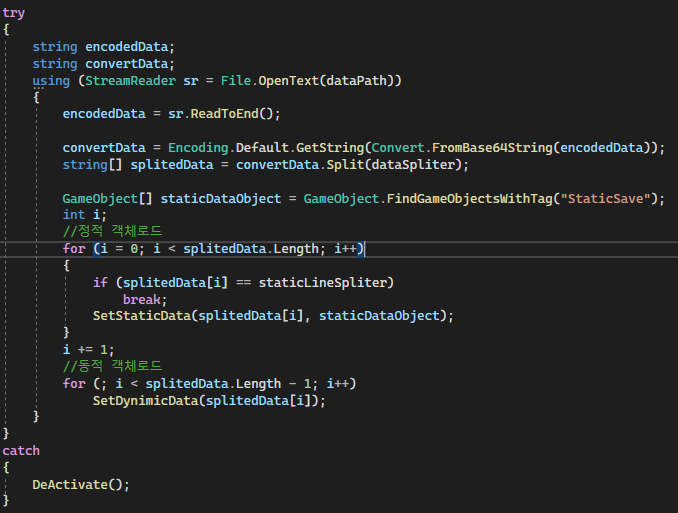 try
{
string encodedData;
string convertData;
using (StreamReader sr = File.OpenText(dataPath))
{
encodedData = sr.ReadToEnd();
convertData = Encoding.Default.GetString(Convert.FromBase64String(encodedData));
string[] splitedData = convertData.Split(dataSpliter);
GameObject[] staticDataObject = GameObject.FindGameObjectsWithTag("StaticSave");
int i;
//정적 객체로드
for (i = 0; i < splitedData.Length; i++)
{
if (splitedData[i] == staticLineSpliter)
break;
SetStaticData(splitedData[i], staticDataObject);
}
i += 1;
//동적 객체로드
for (; i < splitedData.Length - 1; i++)
SetDynimicData(splitedData[i]);
}
}
catch
{
DeActivate();
}